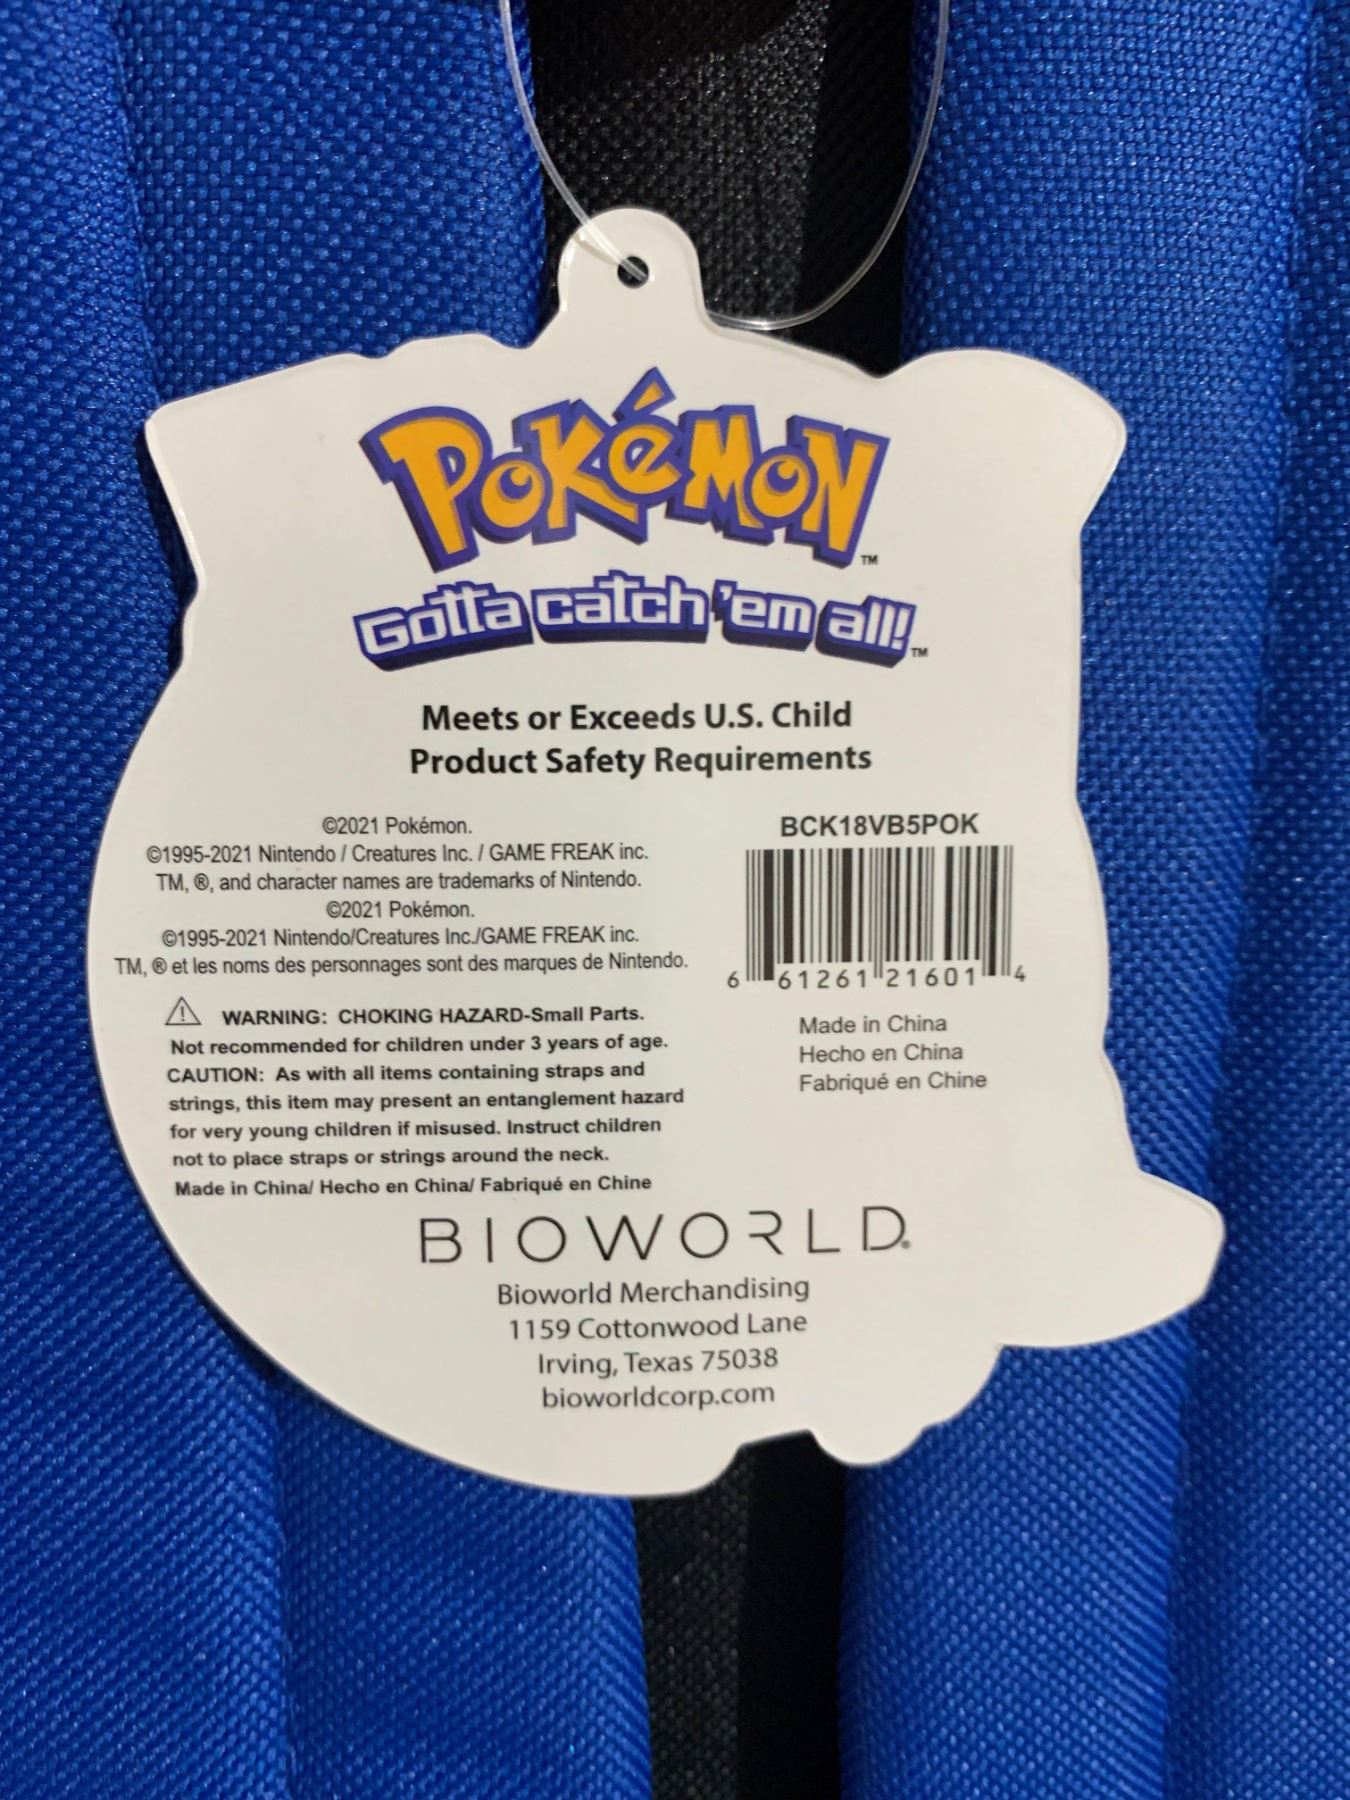 POKéMON TM
Gotta catch 'em all! TM
Meets or Exceeds U.S. Child
Product Safety Requirements
©2021 Pokémon.
©1995-2021 Nintendo / Creatures Inc. / GAME FREAK inc.
TM, ®, and character names are trademarks of Nintendo.
©2021 Pokémon.
©1995-2021 Nintendo/Creatures Inc./GAME FREAK inc.
TM, ® et les noms des personnages sont des marques de Nintendo.
WARNING: CHOKING HAZARD-Small Parts.
Not recommended for children under 3 years of age.
CAUTION: As with all items containing straps and
strings, this item may present an entanglement hazard
for very young children if misused. Instruct children
not to place straps or strings around the neck.
Made in China/ Hecho en China/ Fabriqué en Chine
BCK18VB5POK
6 61261 21601 4
Made in China
Hecho en China
Fabriqué en Chine
BIOWORLD®
Bioworld Merchandising
1159 Cottonwood Lane
Irving, Texas 75038
bioworldcorp.com